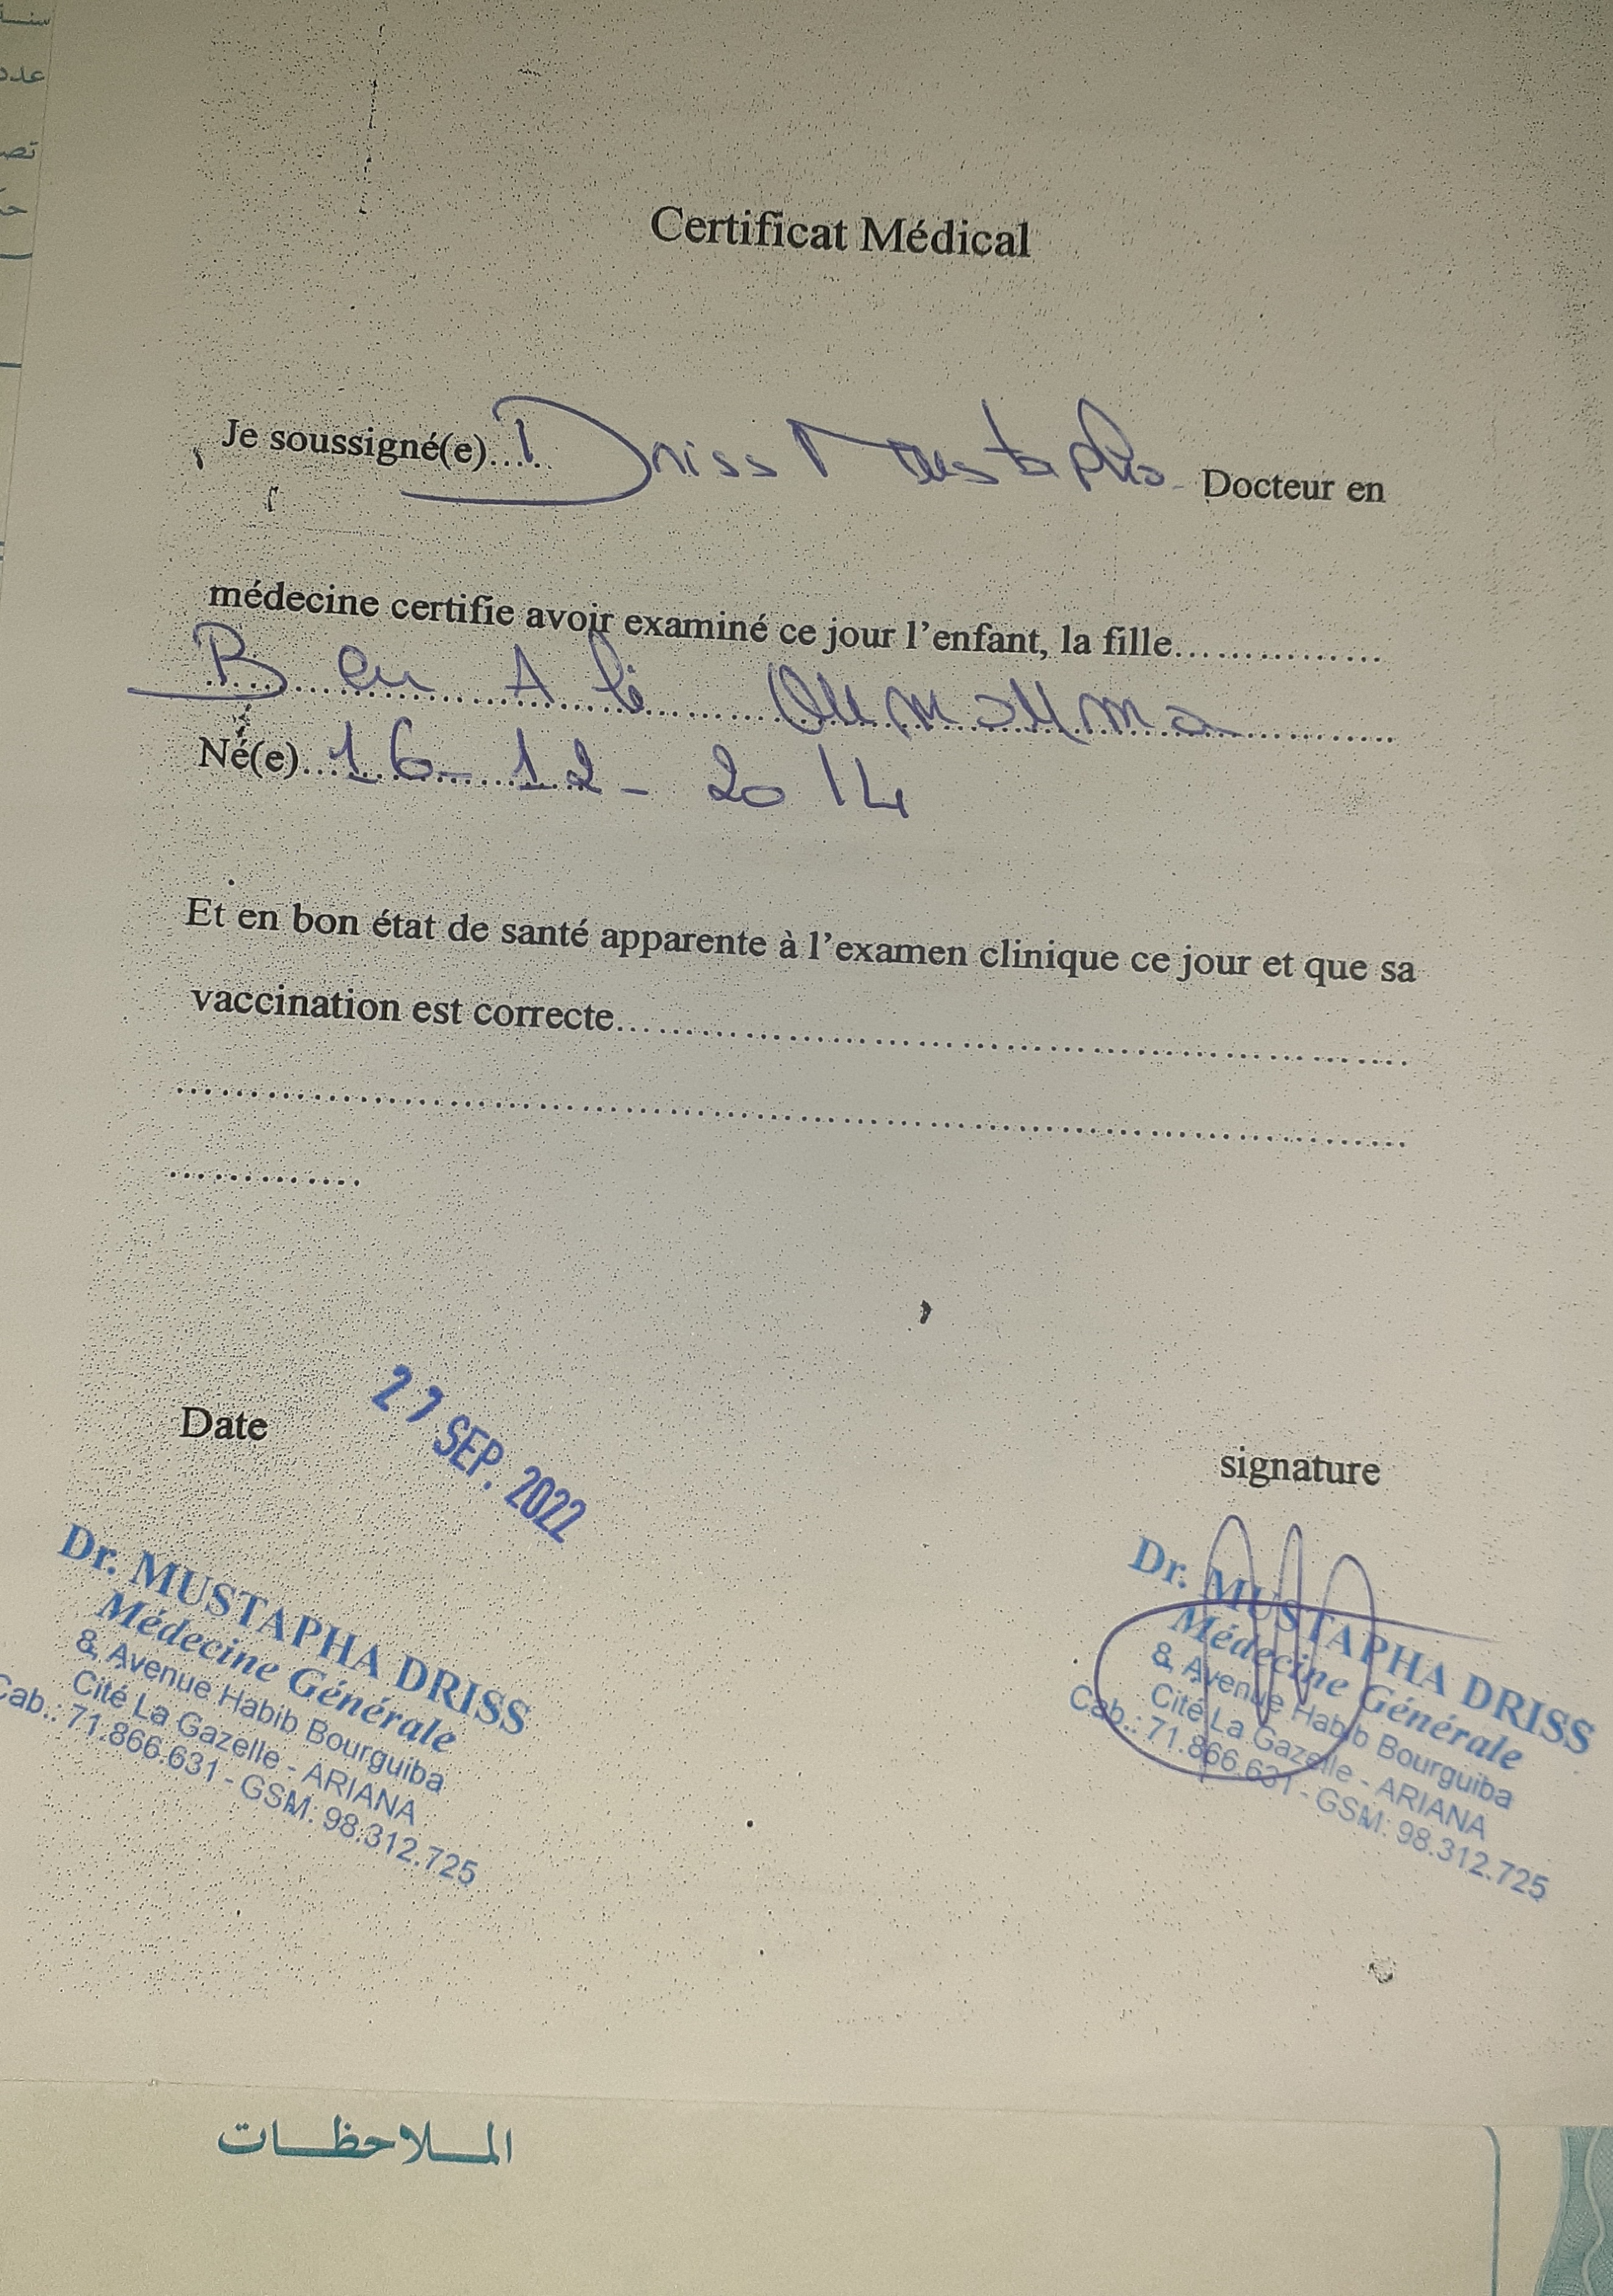 سنـة
عدد
تصـ
حـ
Certificat Médical
Je soussigné(e)..... Driss Mustapha Docteur en
médecine certifie avoir examiné ce jour l’enfant, la fille...............
Ben Ali Oumaima
Né(e)... 16-12-2014
Et en bon état de santé apparente à l’examen clinique ce jour et que sa
vaccination est correcte......................................................
Date 27 SEP. 2022
signature
Dr. MUSTAPHA DRISS
Médecine Générale
8, Avenue Habib Bourguiba
Cité La Gazelle - ARIANA
Cab.: 71.866.631 - GSM: 98.312.725
Dr. MUSTAPHA DRISS
Médecine Générale
8, Avenue Habib Bourguiba
Cité La Gazelle - ARIANA
Cab.: 71.866.631 - GSM: 98.312.725
الملاحظات